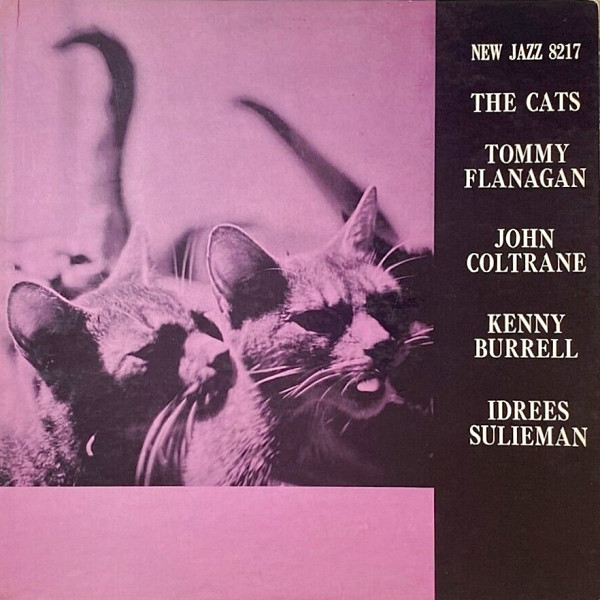 NEW JAZZ 8217
THE CATS
TOMMY
FLANAGAN
JOHN
COLTRANE
KENNY
BURRELL
IDREES
SULIEMAN